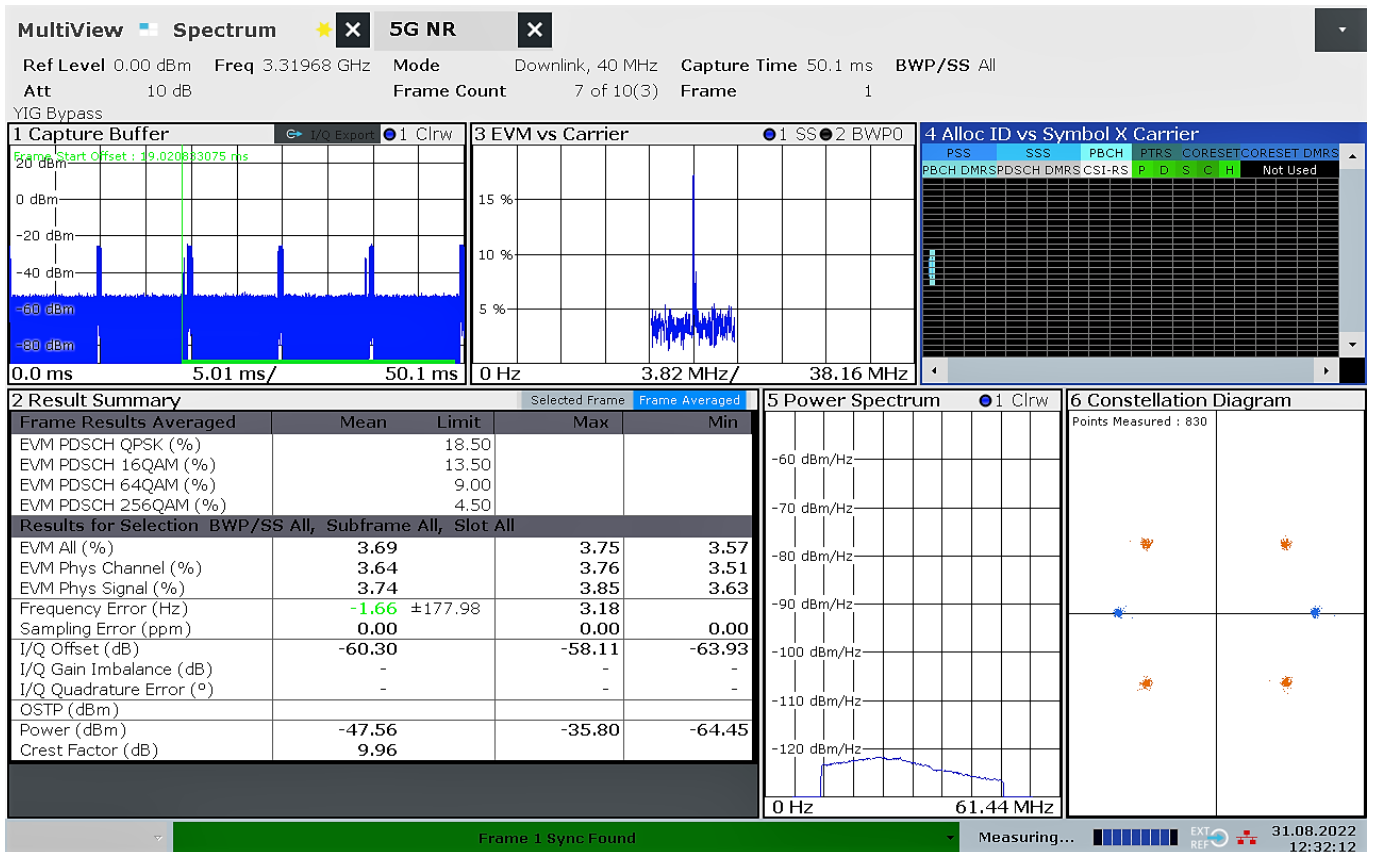 MultiView Spectrum 5G NR
Ref Level 0.00 dBm Freq 3.31968 GHz Mode Downlink, 40 MHz Capture Time 50.1 ms BWP/SS All
Att 10 dB Frame Count 7 of 10(3) Frame 1
YIG Bypass
1 Capture Buffer I/Q Export 1 Clrw
Frame Start Offset : 19.020833075 ms
20 dBm
0 dBm
-20 dBm
-40 dBm
-60 dBm
-80 dBm
0.0 ms 5.01 ms/ 50.1 ms
3 EVM vs Carrier 1 SS 2 BWP0
15 %
10 %
5 %
0 Hz 3.82 MHz/ 38.16 MHz
4 Alloc ID vs Symbol X Carrier
PSS SSS PBCH PTRS CORESET CORESET DMRS
PBCH DMRS PDSCH DMRS CSI-RS P D S C H Not Used
2 Result Summary Selected Frame Frame Averaged
Frame Results Averaged Mean Limit Max Min
EVM PDSCH QPSK (%) 18.50
EVM PDSCH 16QAM (%) 13.50
EVM PDSCH 64QAM (%) 9.00
EVM PDSCH 256QAM (%) 4.50
Results for Selection BWP/SS All, Subframe All, Slot All
EVM All (%) 3.69 3.75 3.57
EVM Phys Channel (%) 3.64 3.76 3.51
EVM Phys Signal (%) 3.74 3.85 3.63
Frequency Error (Hz) -1.66 ±177.98 3.18
Sampling Error (ppm) 0.00 0.00 0.00
I/Q Offset (dB) -60.30 -58.11 -63.93
I/Q Gain Imbalance (dB) - - -
I/Q Quadrature Error (º) - - -
OSTP (dBm)
Power (dBm) -47.56 -35.80 -64.45
Crest Factor (dB) 9.96
5 Power Spectrum 1 Clrw
-60 dBm/Hz
-70 dBm/Hz
-80 dBm/Hz
-90 dBm/Hz
-100 dBm/Hz
-110 dBm/Hz
-120 dBm/Hz
0 Hz 61.44 MHz
6 Constellation Diagram
Points Measured : 830
Frame 1 Sync Found
Measuring...
EXT
REF
31.08.2022
12:32:12